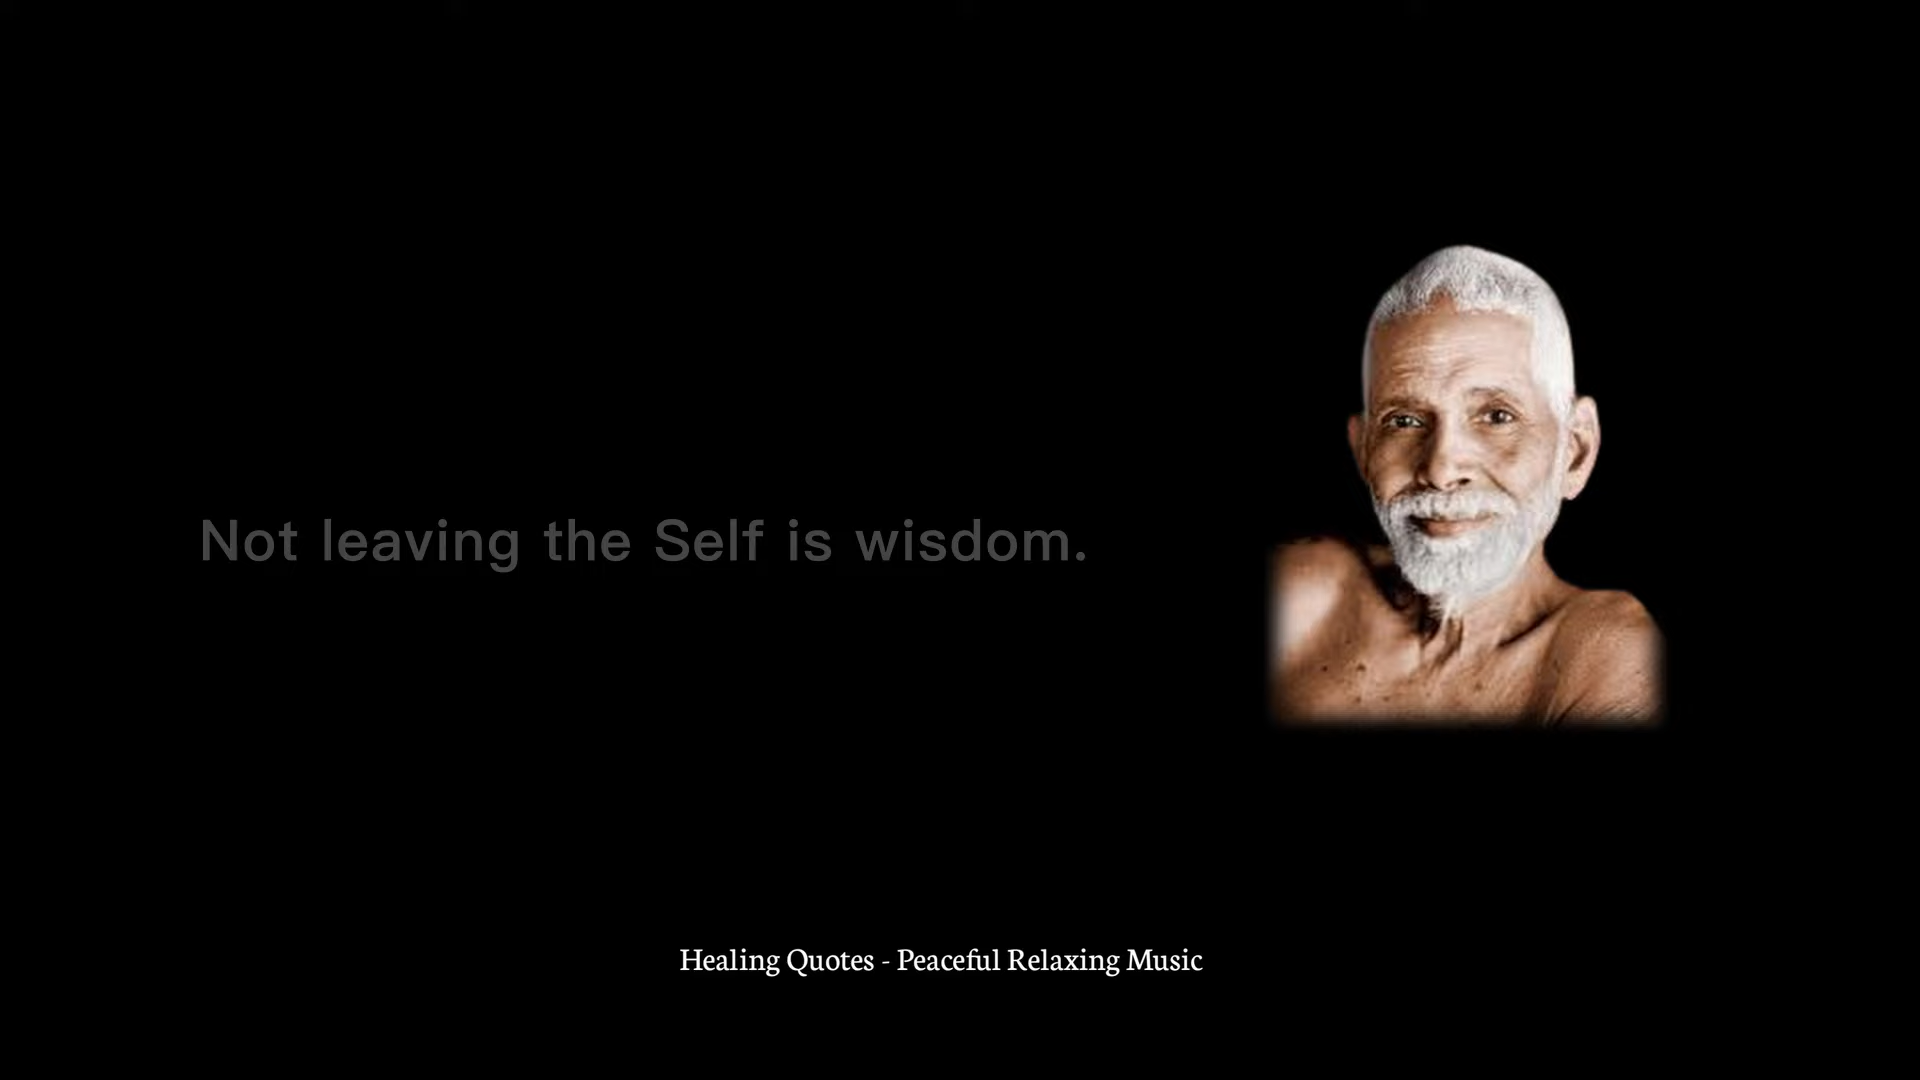 Not leaving the Self is wisdom.
Healing Quotes - Peaceful Relaxing Music